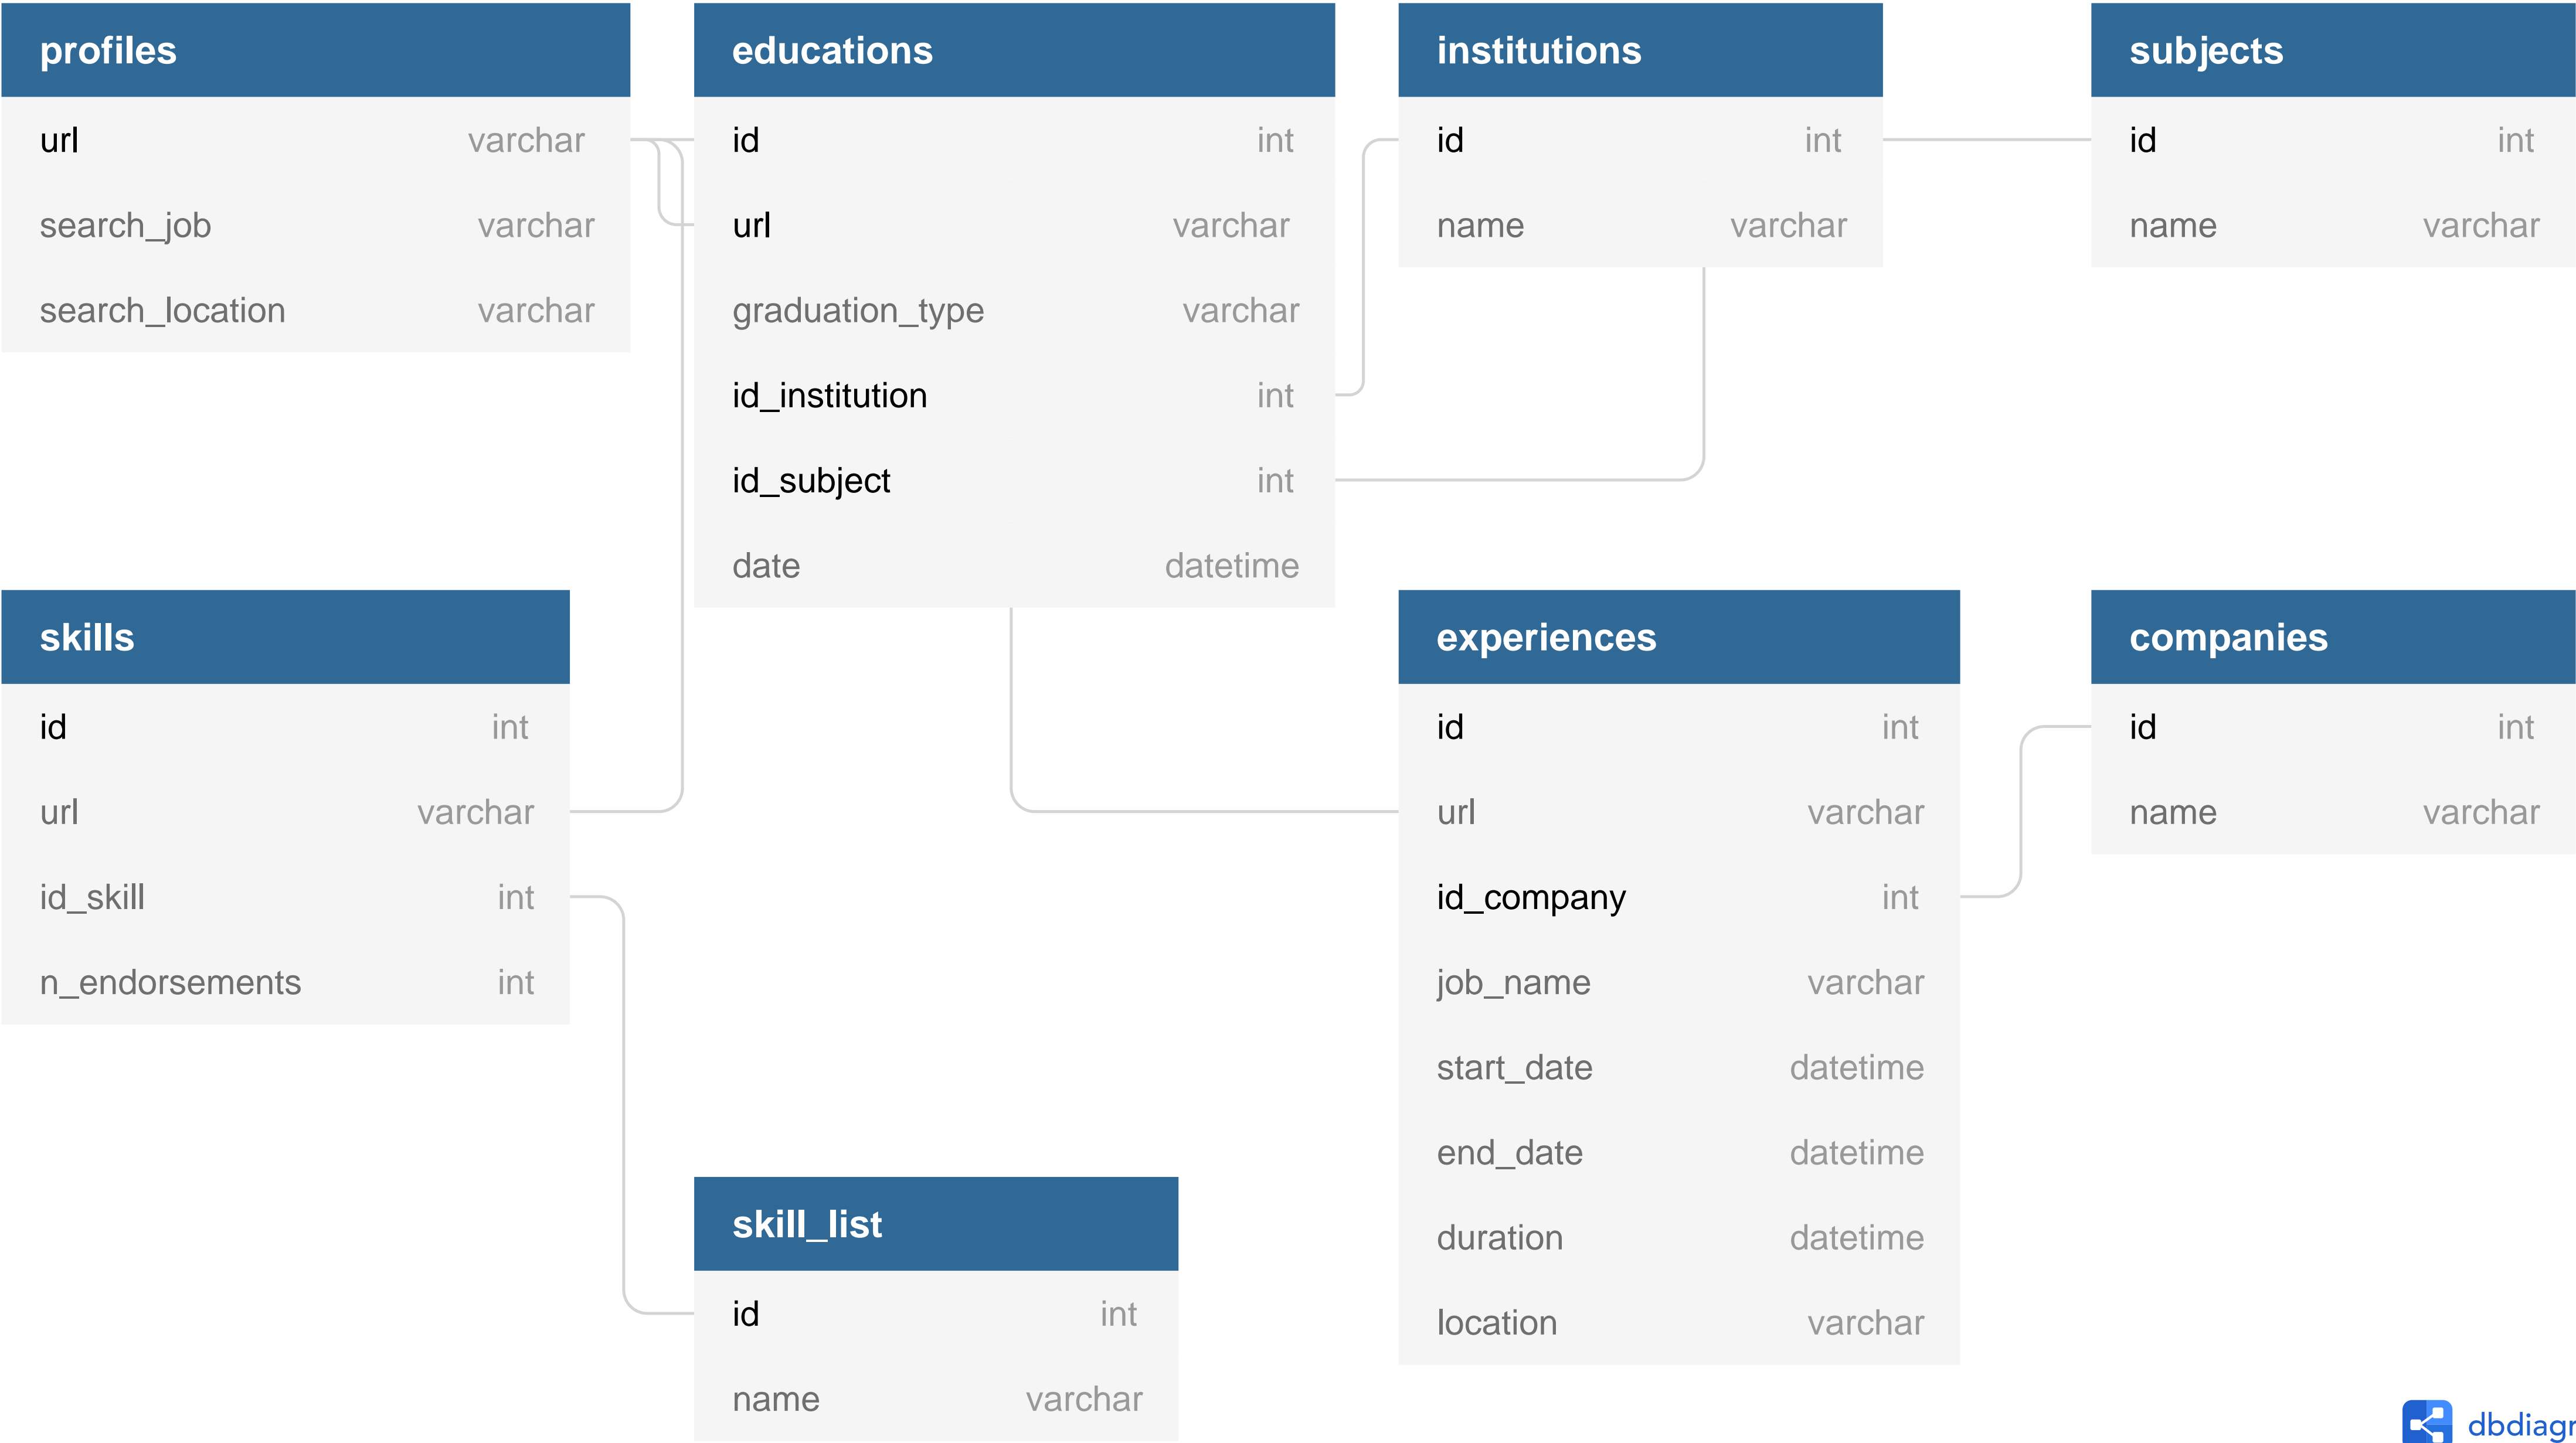 profiles
url varchar
search_job varchar
search_location varchar
educations
id int
url varchar
graduation_type varchar
id_institution int
id_subject int
date datetime
institutions
id int
name varchar
subjects
id int
name varchar
skills
id int
url varchar
id_skill int
n_endorsements int
experiences
id int
url varchar
id_company int
job_name varchar
start_date datetime
end_date datetime
duration datetime
location varchar
companies
id int
name varchar
skill_list
id int
name varchar
dbdiagr